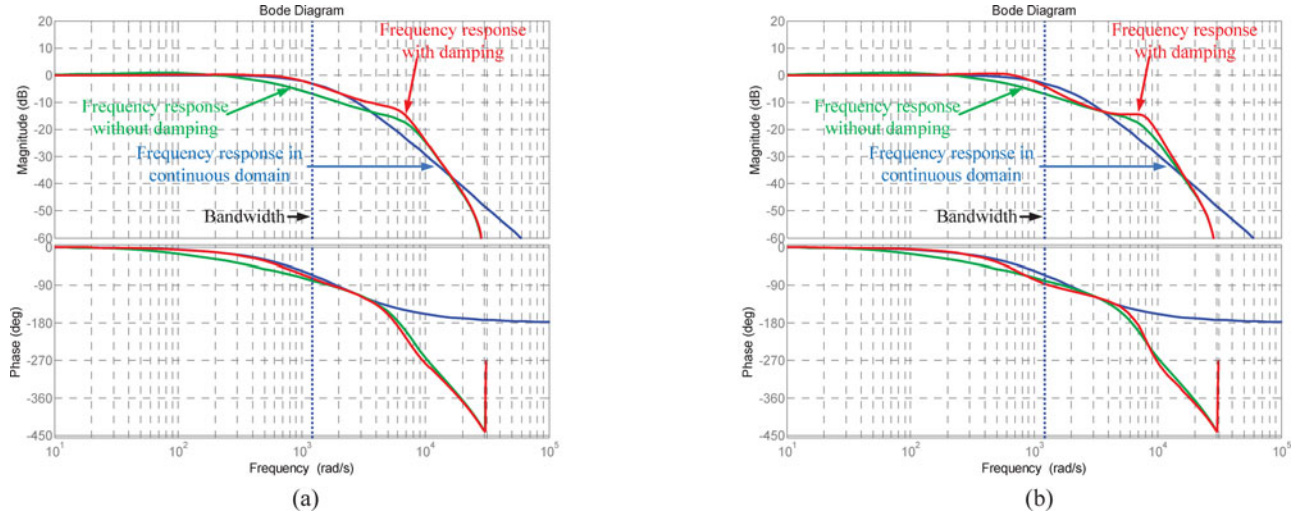 Bode Diagram
20
10
0
-10
-20
-30
-40
-50
-60
Magnitude (dB)
Frequency response
with damping
Frequency response
without damping
Frequency response in
continuous domain
Bandwidth
0
-90
-180
-270
-360
-450
Phase (deg)
10^1
10^2
10^3
10^4
10^5
Frequency (rad/s)
(a)
Bode Diagram
20
10
0
-10
-20
-30
-40
-50
-60
Magnitude (dB)
Frequency response
with damping
Frequency response
without damping
Frequency response in
continuous domain
Bandwidth
0
-90
-180
-270
-360
-450
Phase (deg)
10^1
10^2
10^3
10^4
10^5
Frequency (rad/s)
(b)